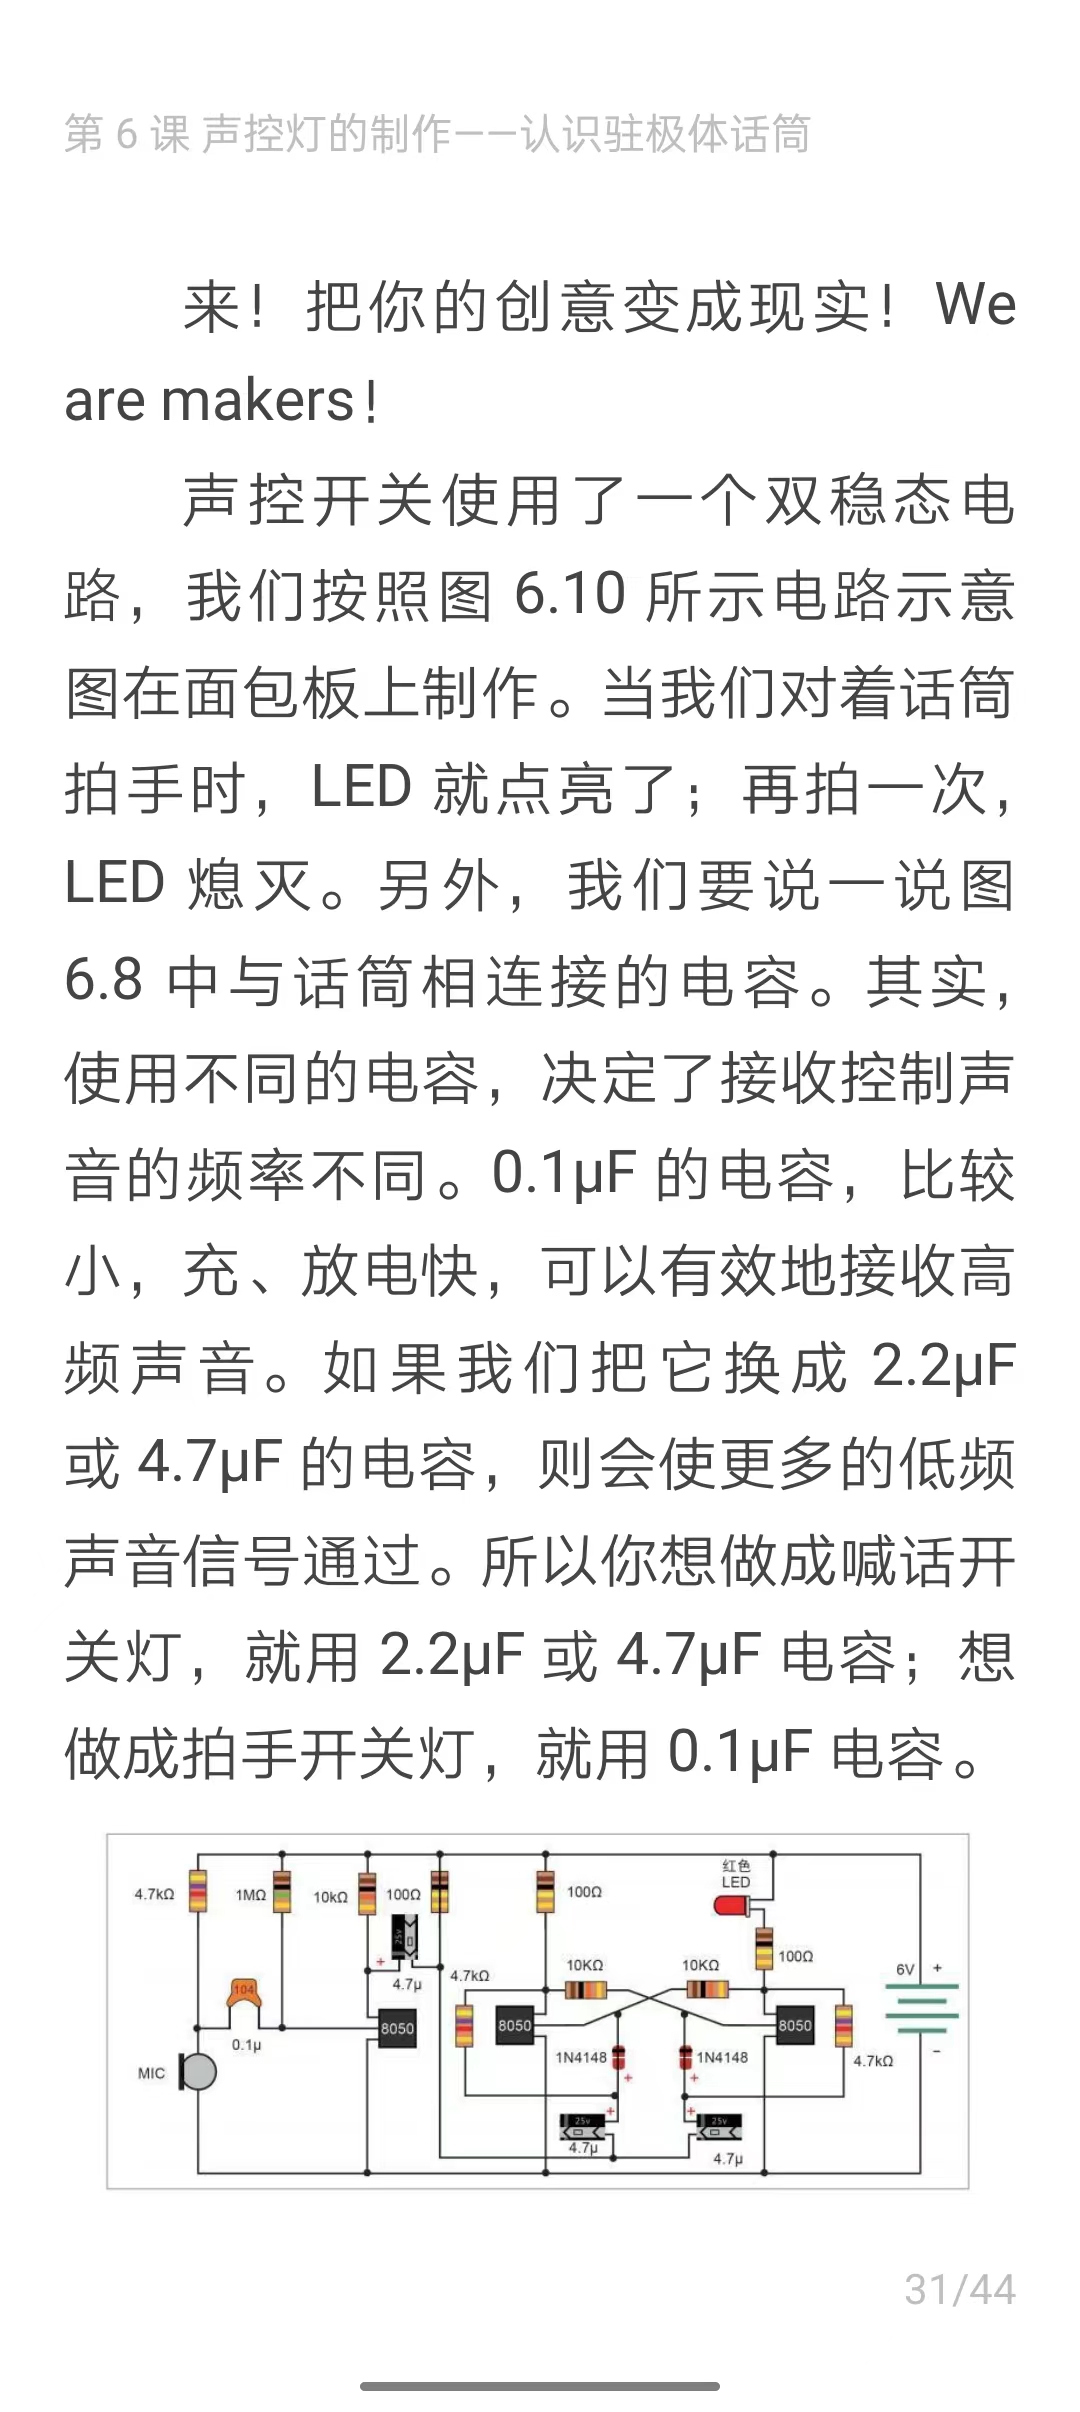 第 6 课 声控灯的制作——认识驻极体话筒
来！把你的创意变成现实！We
are makers！
声控开关使用了一个双稳态电
路，我们按照图 6.10 所示电路示意
图在面包板上制作。当我们对着话筒
拍手时，LED 就点亮了；再拍一次，
LED 熄灭。另外，我们要说一说图
6.8 中与话筒相连接的电容。其实，
使用不同的电容，决定了接收控制声
音的频率不同。0.1μF 的电容，比较
小，充、放电快，可以有效地接收高
频声音。如果我们把它换成 2.2μF
或 4.7μF 的电容，则会使更多的低频
声音信号通过。所以你想做成喊话开
关灯，就用 2.2μF 或 4.7μF 电容；想
做成拍手开关灯，就用 0.1μF 电容。
4.7kΩ
1MΩ
10kΩ
100Ω
100Ω
红色
LED
25v
+
4.7μ
100Ω
10KΩ
10KΩ
4.7kΩ
6V +
104
0.1μ
8050
8050
8050
1N4148
1N4148
4.7kΩ
-
MIC
+
+
+
+
25v
25v
4.7μ
4.7μ
31/44